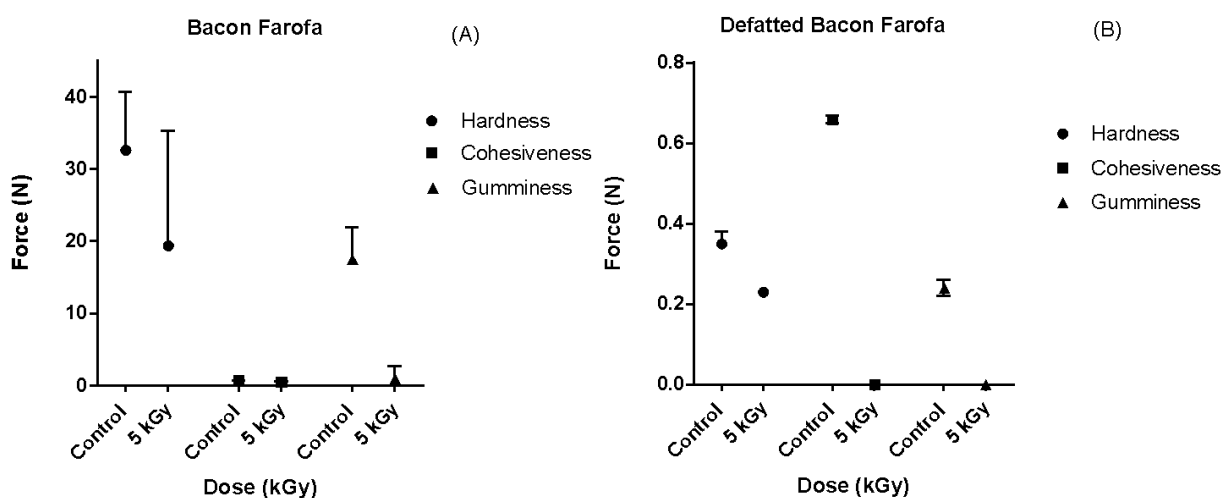 Bacon Farofa
(A)
Force (N)
40
30
20
10
0
Control
5 kGy
Control
5 kGy
Control
5 kGy
Dose (kGy)
Hardness
Cohesiveness
Gumminess
Defatted Bacon Farofa
(B)
Force (N)
0.8
0.6
0.4
0.2
0.0
Control
5 kGy
Control
5 kGy
Control
5 kGy
Dose (kGy)
Hardness
Cohesiveness
Gumminess